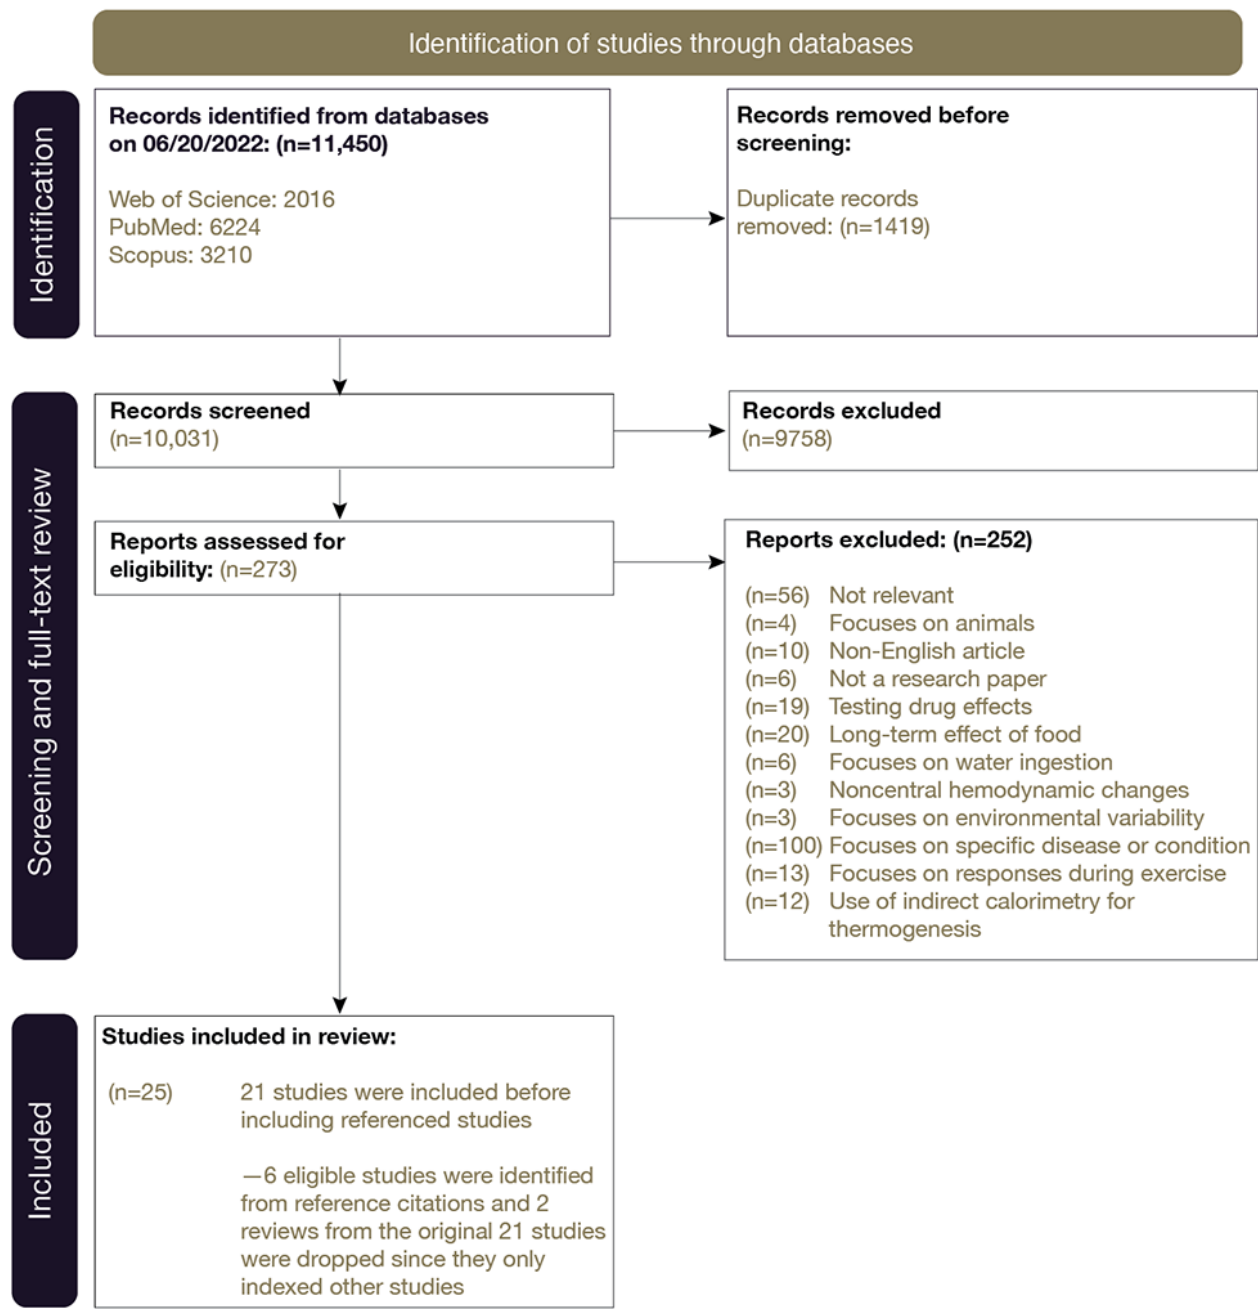 Identification of studies through databases
Identification
Records identified from databases
on 06/20/2022: (n=11,450)
Web of Science: 2016
PubMed: 6224
Scopus: 3210
Records removed before
screening:
Duplicate records
removed: (n=1419)
Screening and full-text review
Records screened
(n=10,031)
Records excluded
(n=9758)
Reports assessed for
eligibility: (n=273)
Reports excluded: (n=252)
(n=56) Not relevant
(n=4) Focuses on animals
(n=10) Non-English article
(n=6) Not a research paper
(n=19) Testing drug effects
(n=20) Long-term effect of food
(n=6) Focuses on water ingestion
(n=3) Noncentral hemodynamic changes
(n=3) Focuses on environmental variability
(n=100) Focuses on specific disease or condition
(n=13) Focuses on responses during exercise
(n=12) Use of indirect calorimetry for
thermogenesis
Included
Studies included in review:
(n=25) 21 studies were included before
including referenced studies
—6 eligible studies were identified
from reference citations and 2
reviews from the original 21 studies
were dropped since they only
indexed other studies